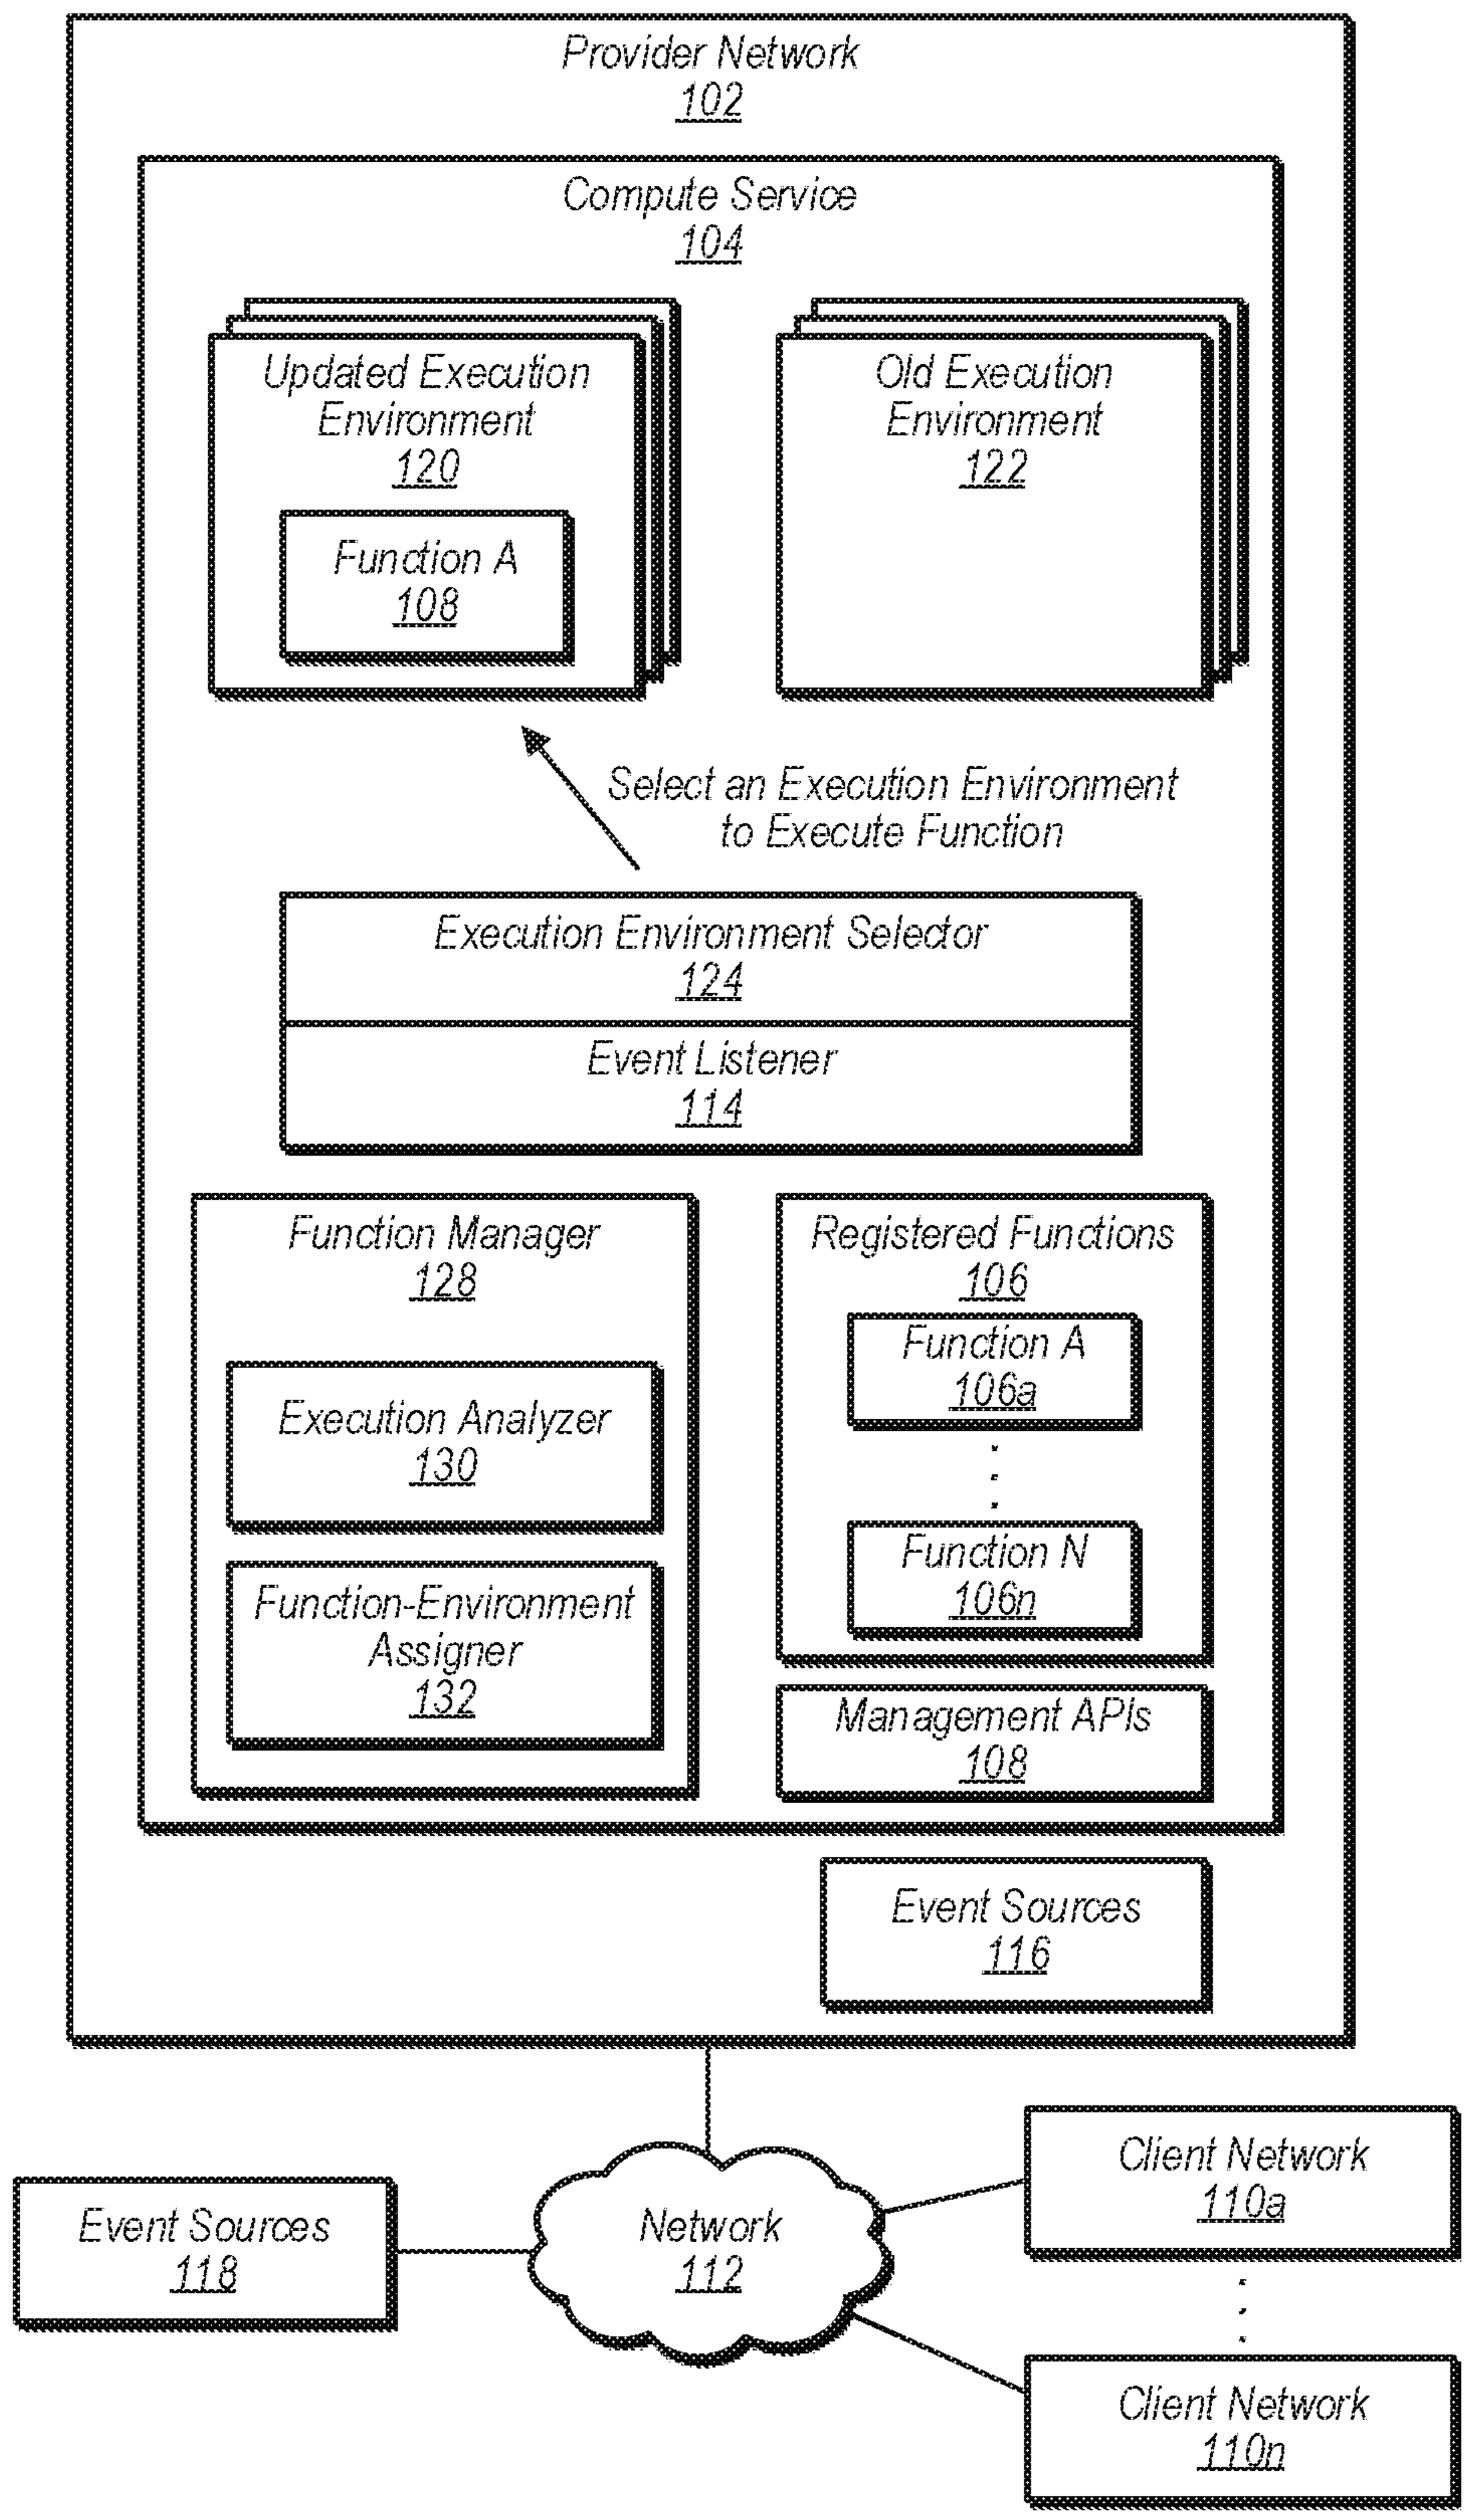 Provider Network
102
Compute Service
104
Updated Execution
Environment
120
Function A
108
Old Execution
Environment
122
Select an Execution Environment
to Execute Function
Execution Environment Selector
124
Event Listener
114
Function Manager
128
Execution Analyzer
130
Function-Environment
Assigner
132
Registered Functions
106
Function A
106a
Function N
106n
Management APIs
108
Event Sources
116
Event Sources
118
Network
112
Client Network
110a
Client Network
110n